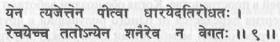 येन त्यजेत्तेन पीत्वा धारयेदतिरोधतः ।
रेचयेच्च ततोऽन्येन शनैरेव न वेगतः ॥ ९ ॥